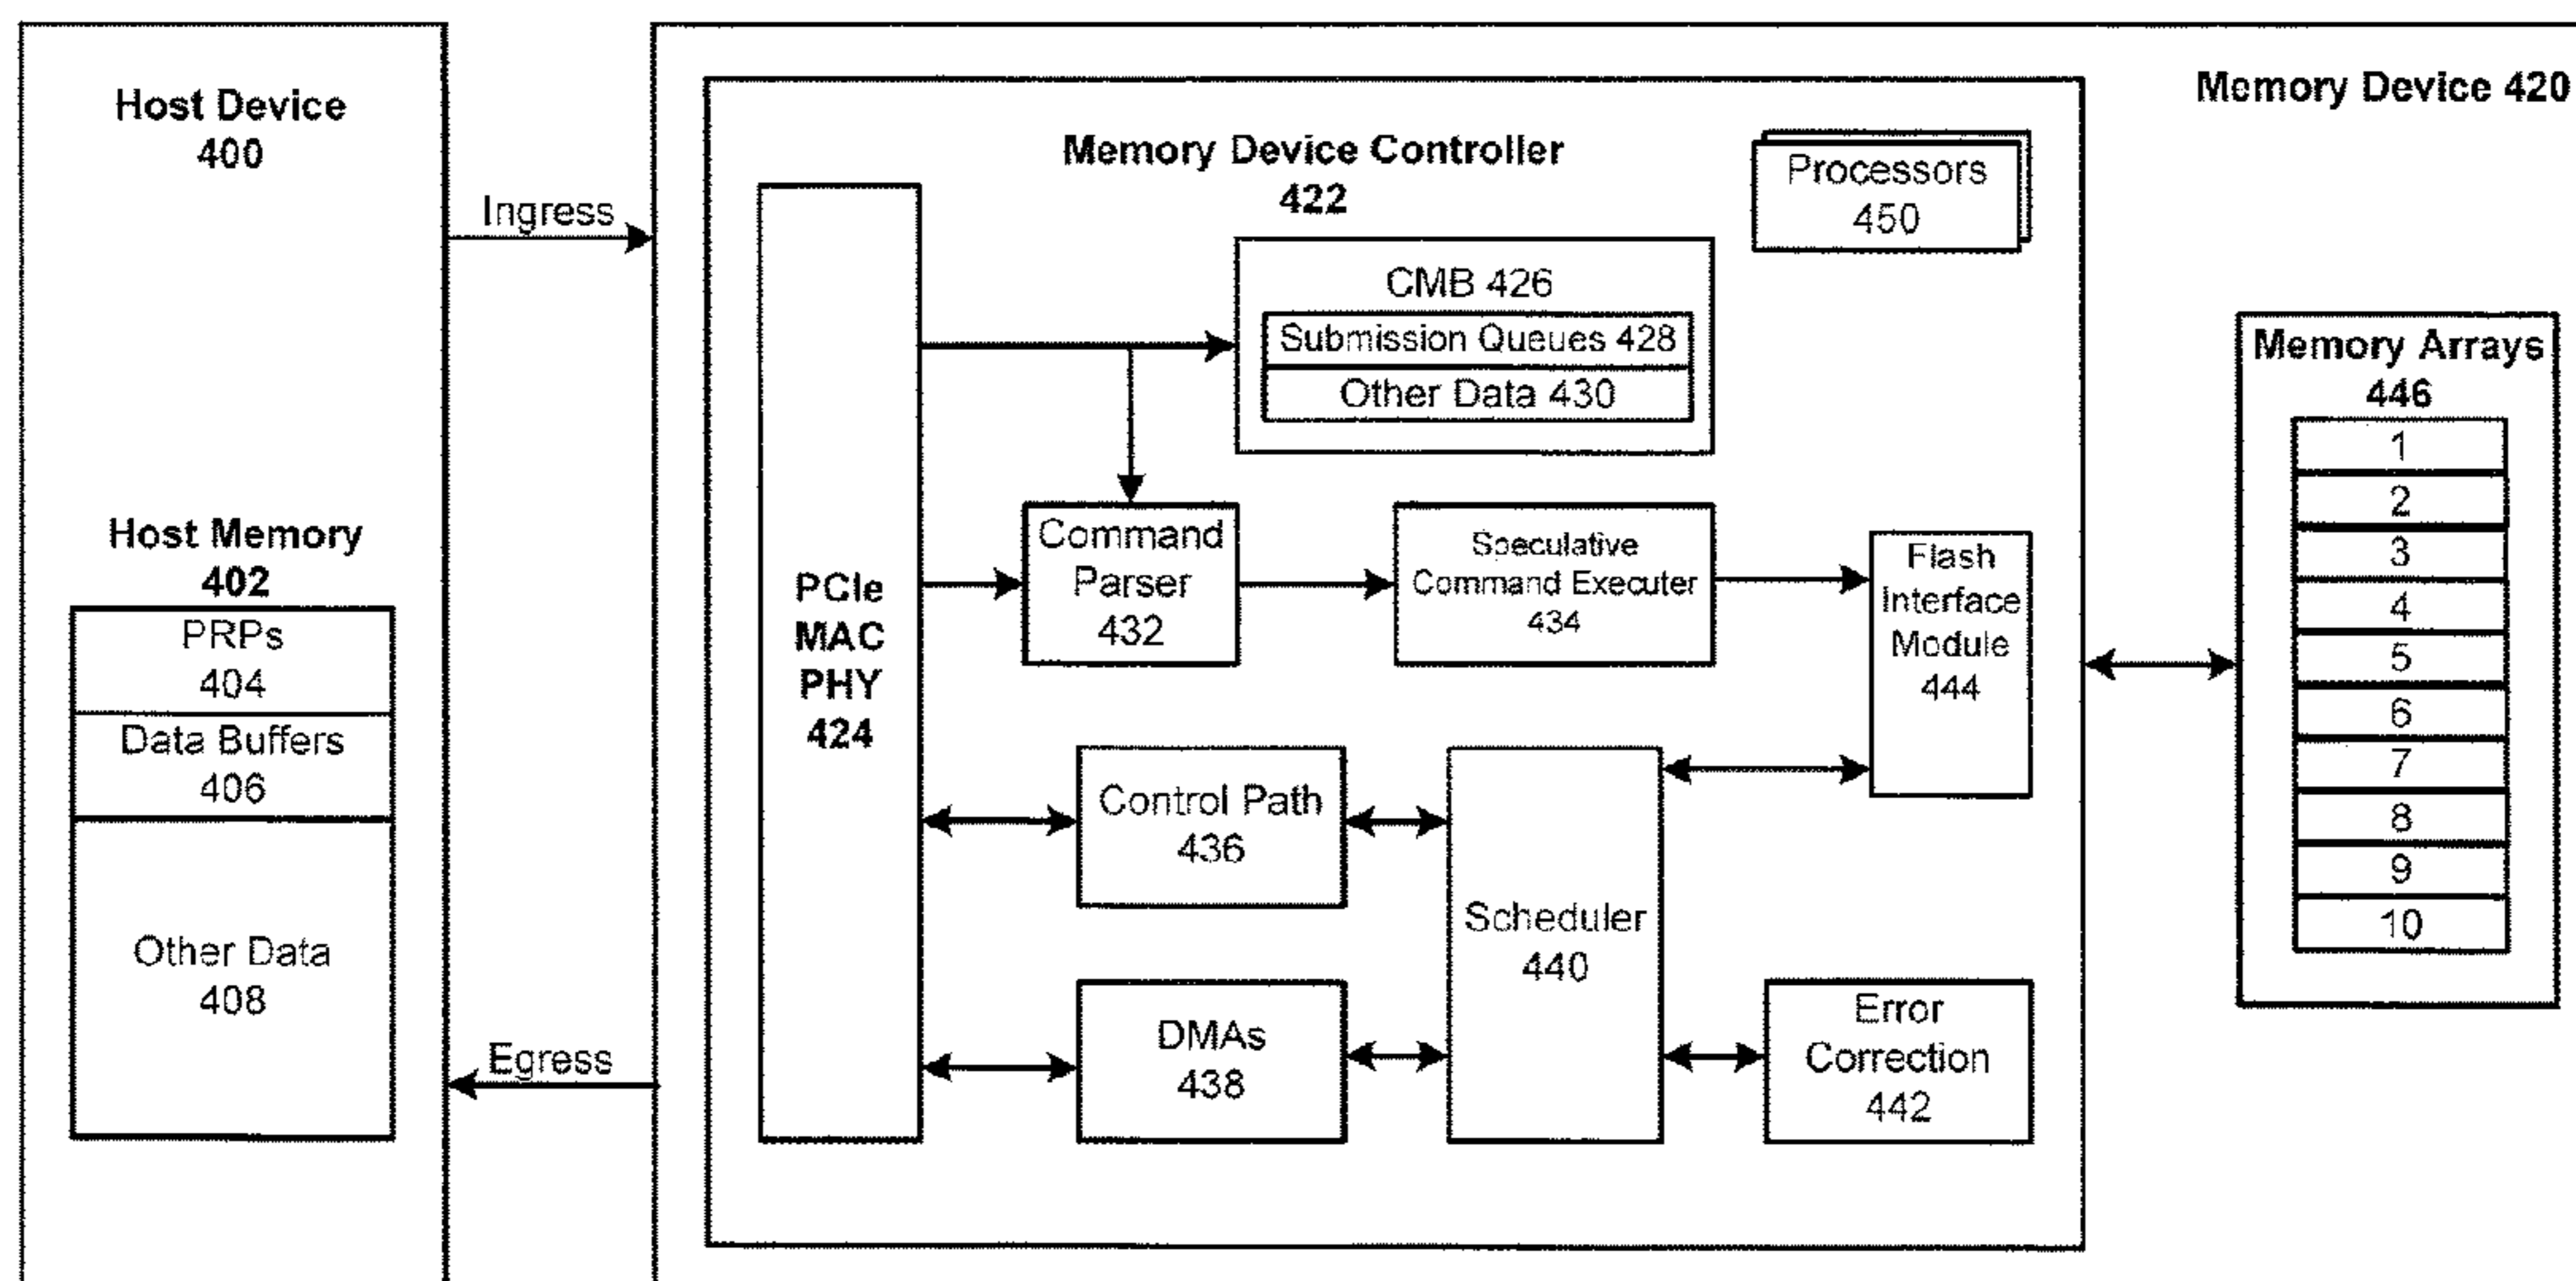 Host Device
400
Host Memory
402
PRPs
404
Data Buffers
406
Other Data
408
Ingress
Egress
Memory Device 420
Memory Device Controller
422
Processors
450
PCIe
MAC
PHY
424
CMB 426
Submission Queues 428
Other Data 430
Command
Parser
432
Speculative
Command Executer
434
Flash
Interface
Module
444
Control Path
436
Scheduler
440
DMAs
438
Error
Correction
442
Memory Arrays
446
1
2
3
4
5
6
7
8
9
10